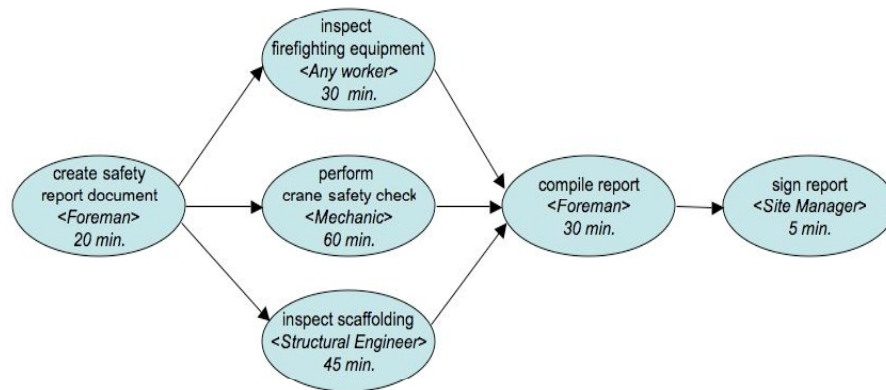 inspect
firefighting equipment
<Any worker>
30 min.
create safety
report document
<Foreman>
20 min.
perform
crane safety check
<Mechanic>
60 min.
compile report
<Foreman>
30 min.
sign report
<Site Manager>
5 min.
inspect scaffolding
<Structural Engineer>
45 min.